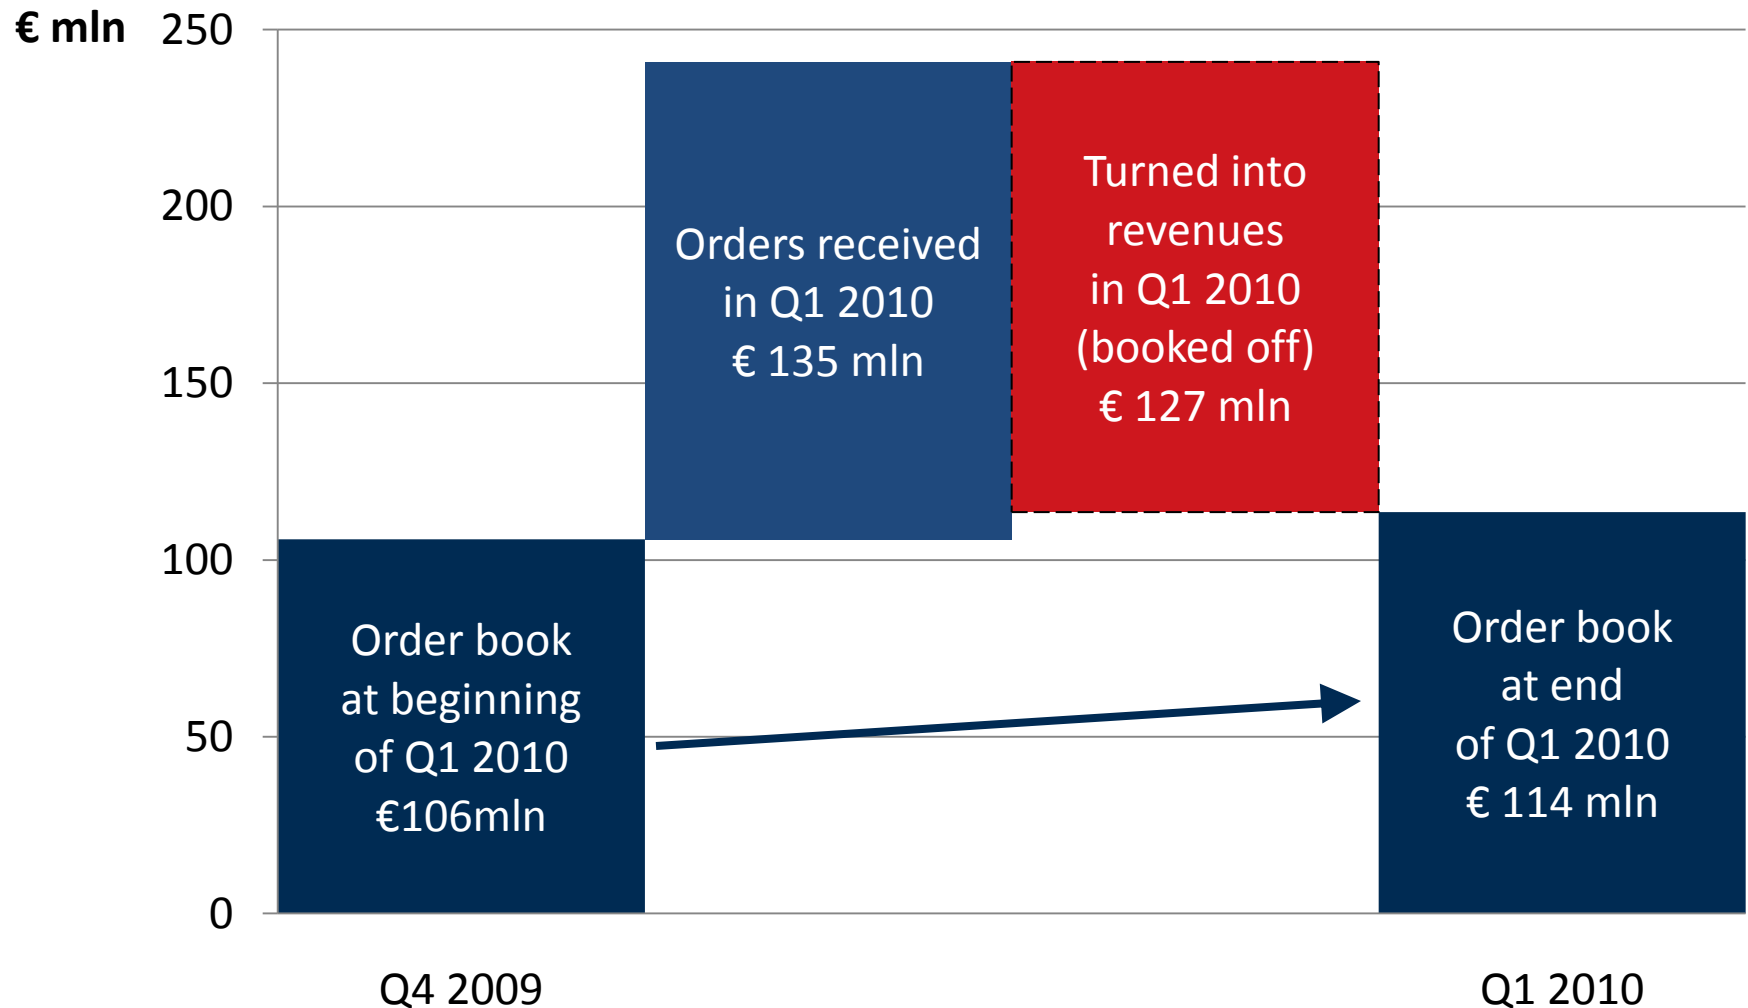 € mln
250
200
150
100
50
0
Order book
at beginning
of Q1 2010
€106mln
Orders received
in Q1 2010
€ 135 mln
Turned into
revenues
in Q1 2010
(booked off)
€ 127 mln
Order book
at end
of Q1 2010
€ 114 mln
Q4 2009
Q1 2010